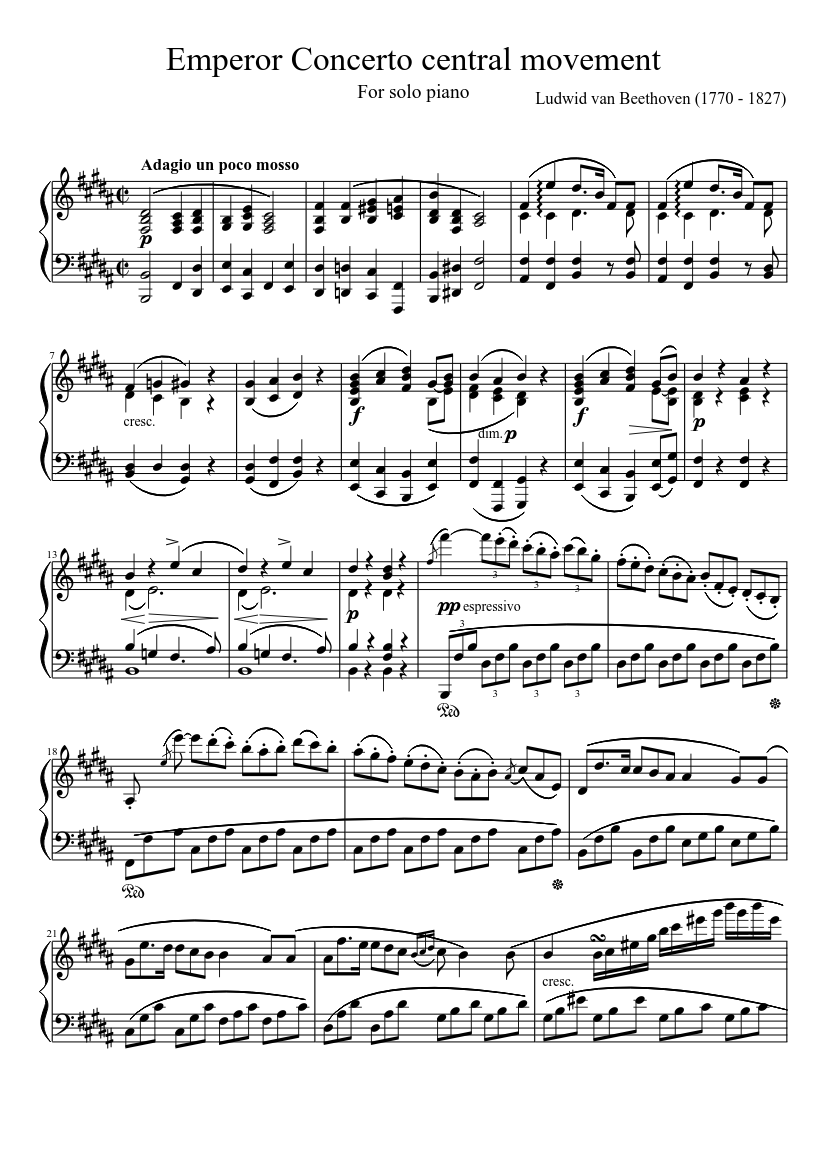 Emperor Concerto central movement
For solo piano
Ludwid van Beethoven (1770 - 1827)
Adagio un poco mosso
p
7
cresc.
f
dim. p
f
p
13
p
pp espressivo
3
3 3 3
3 3 3
Ped
18
Ped
21
cresc.